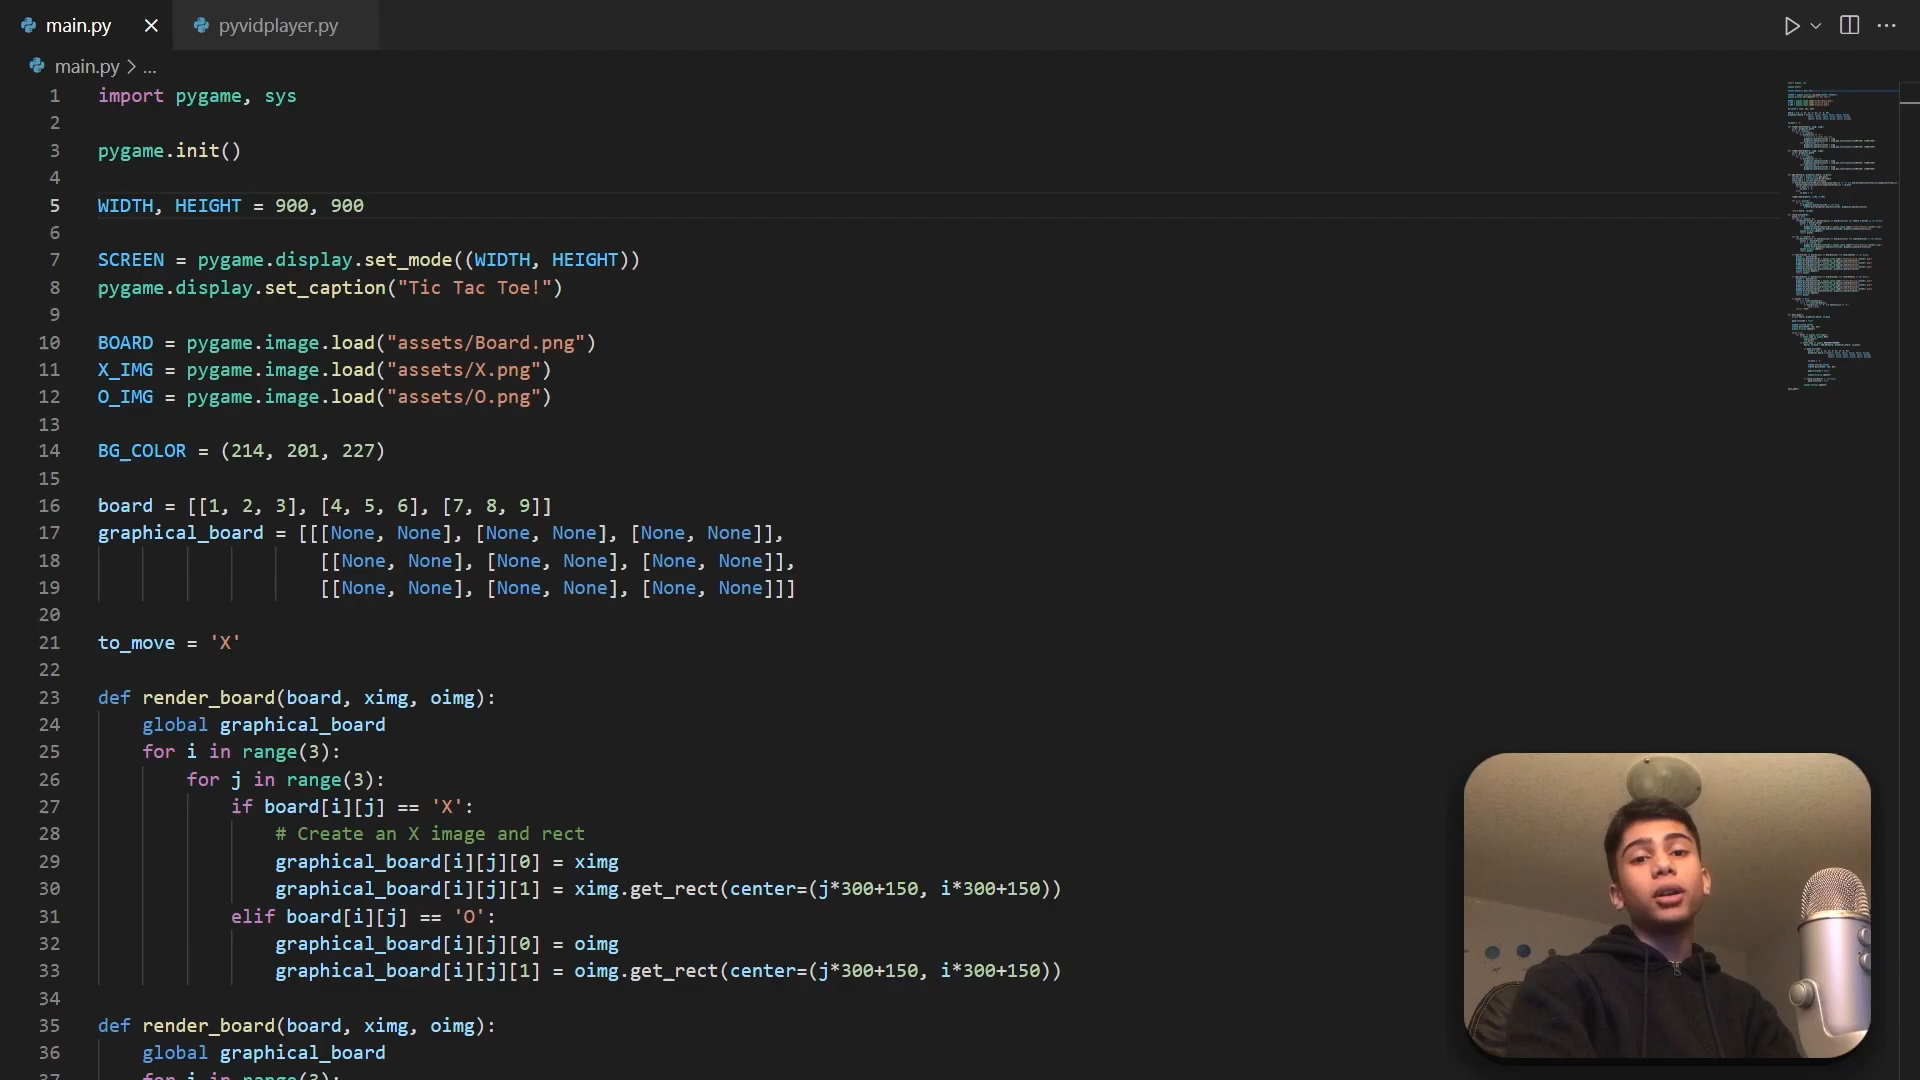 main.py
pyvidplayer.py
main.py > ...
1 import pygame, sys
2
3 pygame.init()
4
5 WIDTH, HEIGHT = 900, 900
6
7 SCREEN = pygame.display.set_mode((WIDTH, HEIGHT))
8 pygame.display.set_caption("Tic Tac Toe!")
9
10 BOARD = pygame.image.load("assets/Board.png")
11 X_IMG = pygame.image.load("assets/X.png")
12 O_IMG = pygame.image.load("assets/O.png")
13
14 BG_COLOR = (214, 201, 227)
15
16 board = [[1, 2, 3], [4, 5, 6], [7, 8, 9]]
17 graphical_board = [[[None, None], [None, None], [None, None]],
18                     [[None, None], [None, None], [None, None]],
19                     [[None, None], [None, None], [None, None]]]
20
21 to_move = 'X'
22
23 def render_board(board, ximg, oimg):
24     global graphical_board
25     for i in range(3):
26         for j in range(3):
27             if board[i][j] == 'X':
28                 # Create an X image and rect
29                 graphical_board[i][j][0] = ximg
30                 graphical_board[i][j][1] = ximg.get_rect(center=(j*300+150, i*300+150))
31             elif board[i][j] == 'O':
32                 graphical_board[i][j][0] = oimg
33                 graphical_board[i][j][1] = oimg.get_rect(center=(j*300+150, i*300+150))
34
35 def render_board(board, ximg, oimg):
36     global graphical_board
37     for i in range(3):